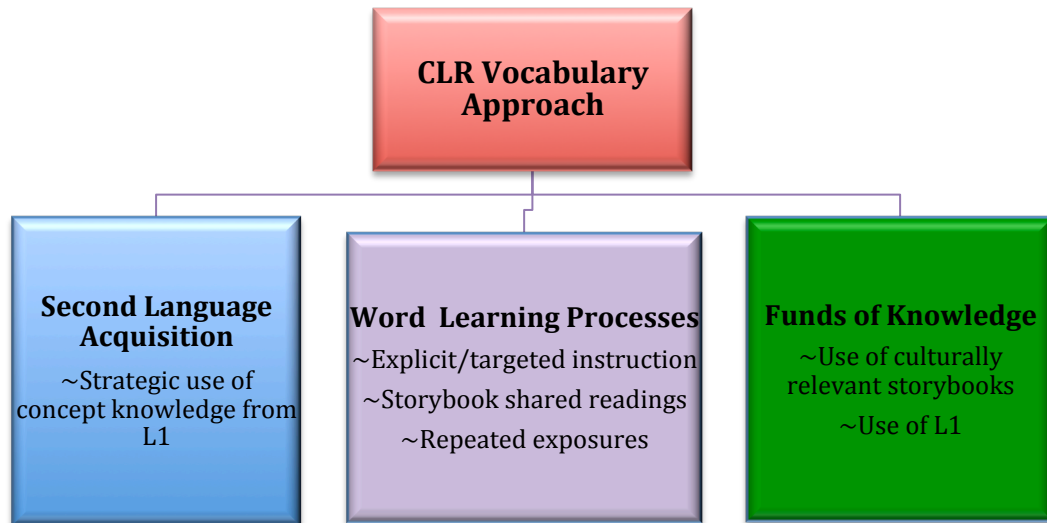 CLR Vocabulary
Approach
Second Language
Acquisition
~Strategic use of
concept knowledge from
L1
Word Learning Processes
~Explicit/targeted instruction
~Storybook shared readings
~Repeated exposures
Funds of Knowledge
~Use of culturally
relevant storybooks
~Use of L1